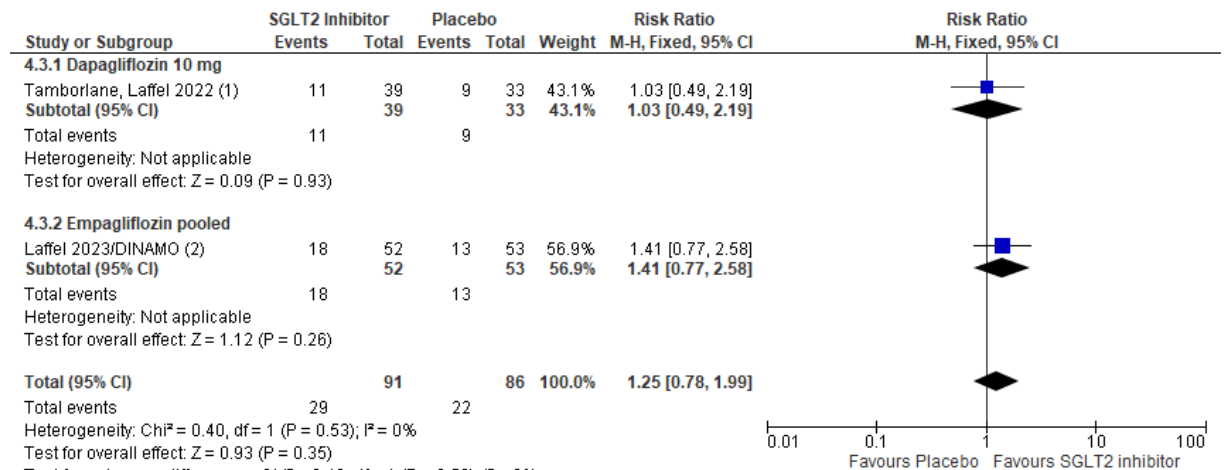 SGLT2 Inhibitor Placebo Risk Ratio Risk Ratio
Study or Subgroup Events Total Events Total Weight M-H, Fixed, 95% CI M-H, Fixed, 95% CI
4.3.1 Dapagliflozin 10 mg
Tamborlane, Laffel 2022 (1) 11 39 9 33 43.1% 1.03 [0.49, 2.19]
Subtotal (95% CI) 39 33 43.1% 1.03 [0.49, 2.19]
Total events 11 9
Heterogeneity: Not applicable
Test for overall effect: Z = 0.09 (P = 0.93)
4.3.2 Empagliflozin pooled
Laffel 2023/DINAMO (2) 18 52 13 53 56.9% 1.41 [0.77, 2.58]
Subtotal (95% CI) 52 53 56.9% 1.41 [0.77, 2.58]
Total events 18 13
Heterogeneity: Not applicable
Test for overall effect: Z = 1.12 (P = 0.26)
Total (95% CI) 91 86 100.0% 1.25 [0.78, 1.99]
Total events 29 22
Heterogeneity: Chi² = 0.40, df = 1 (P = 0.53); I² = 0%
Test for overall effect: Z = 0.93 (P = 0.35)
0.01 0.1 1 10 100
Favours Placebo Favours SGLT2 inhibitor